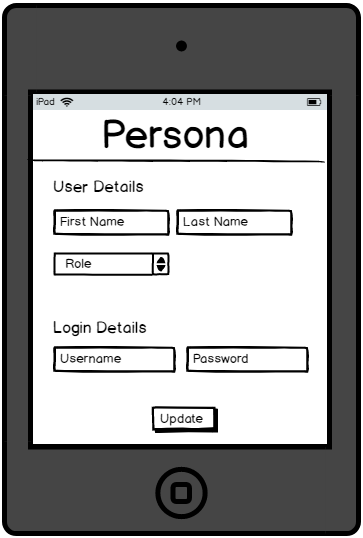 iPad 4:04 PM
Persona
User Details
First Name Last Name
Role
Login Details
Username Password
Update